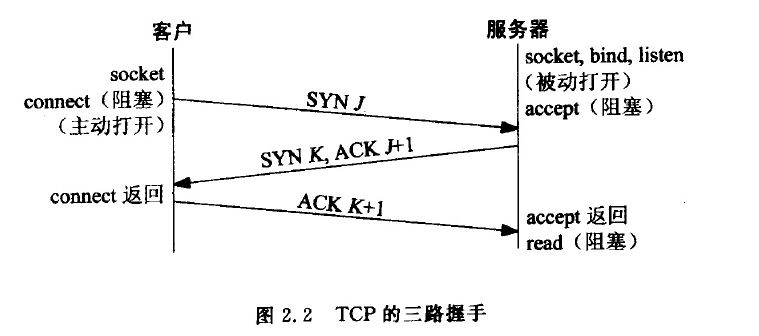 客户
服务器
socket
connect（阻塞）
（主动打开）
socket, bind, listen
（被动打开）
accept（阻塞）
SYN J
SYN K, ACK J+1
connect 返回
ACK K+1
accept 返回
read（阻塞）
图 2.2 TCP 的三路握手